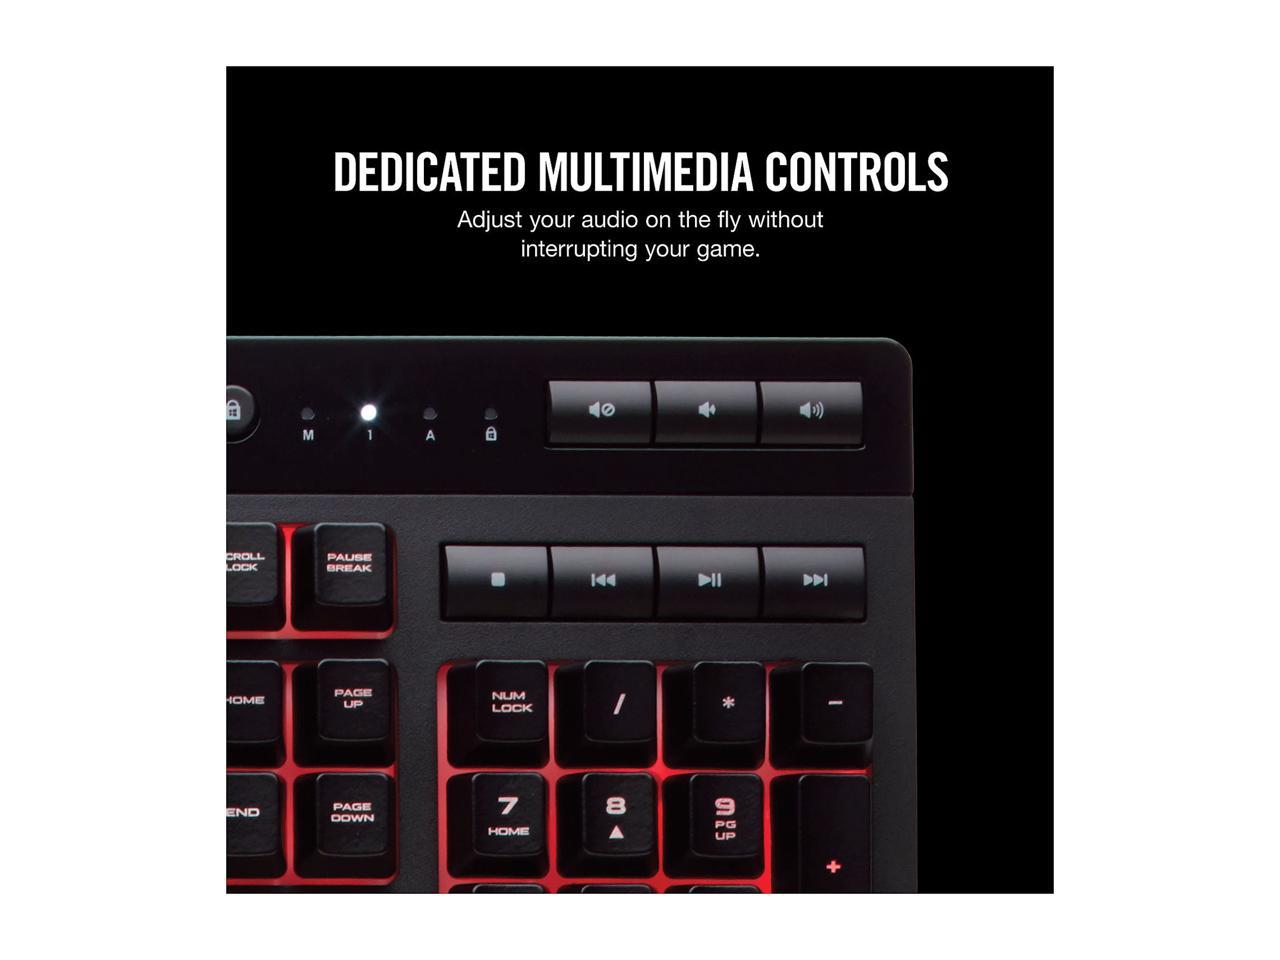 DEDICATED MULTIMEDIA CONTROLS
Adjust your audio on the fly without
interrupting your game.
M 1 A
CROLL
LOCK
PAUSE
BREAK
HOME
PAGE
UP
NUM
LOCK
/
*
-
END
PAGE
DOWN
7
HOME
8
9
PG
UP
+